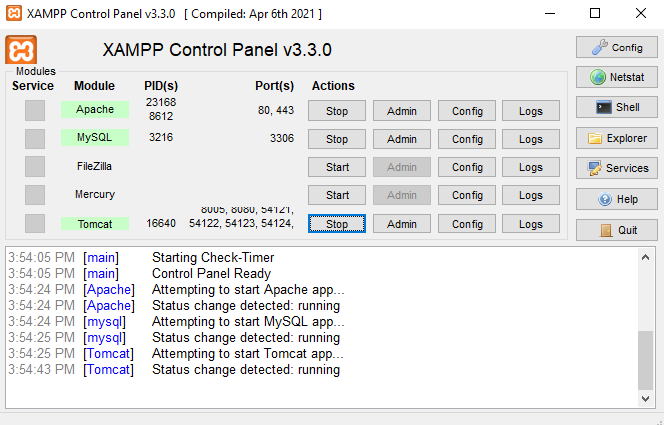 XAMPP Control Panel v3.3.0 [ Compiled: Apr 6th 2021 ]
XAMPP Control Panel v3.3.0
Config
Modules
Service Module PID(s) Port(s) Actions
Netstat
Apache 23168 8612 80, 443 Stop Admin Config Logs
Shell
MySQL 3216 3306 Stop Admin Config Logs
Explorer
FileZilla Start Admin Config Logs
Services
Mercury Start Admin Config Logs
Help
8005, 8080, 54121,
Tomcat 16640 54122, 54123, 54124, Stop Admin Config Logs
Quit
3:54:05 PM [main] Starting Check-Timer
3:54:05 PM [main] Control Panel Ready
3:54:24 PM [Apache] Attempting to start Apache app...
3:54:24 PM [Apache] Status change detected: running
3:54:24 PM [mysql] Attempting to start MySQL app...
3:54:25 PM [mysql] Status change detected: running
3:54:25 PM [Tomcat] Attempting to start Tomcat app...
3:54:43 PM [Tomcat] Status change detected: running